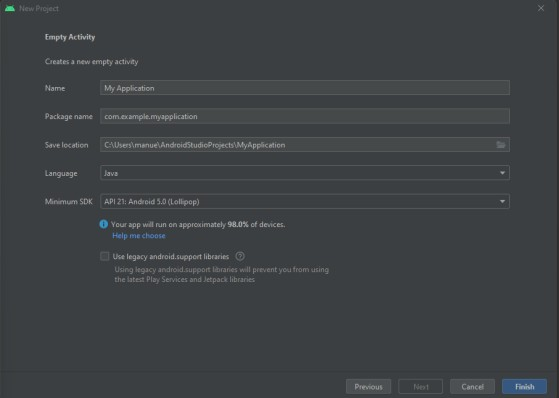 New Project
Empty Activity
Creates a new empty activity
Name My Application
Package name com.example.myapplication
Save location C:\Users\manue\AndroidStudioProjects\MyApplication
Language Java
Minimum SDK API 21: Android 5.0 (Lollipop)
Your app will run on approximately 98.0% of devices.
Help me choose
Use legacy android.support libraries
Using legacy android.support libraries will prevent you from using
the latest Play Services and Jetpack libraries
Previous Next Cancel Finish